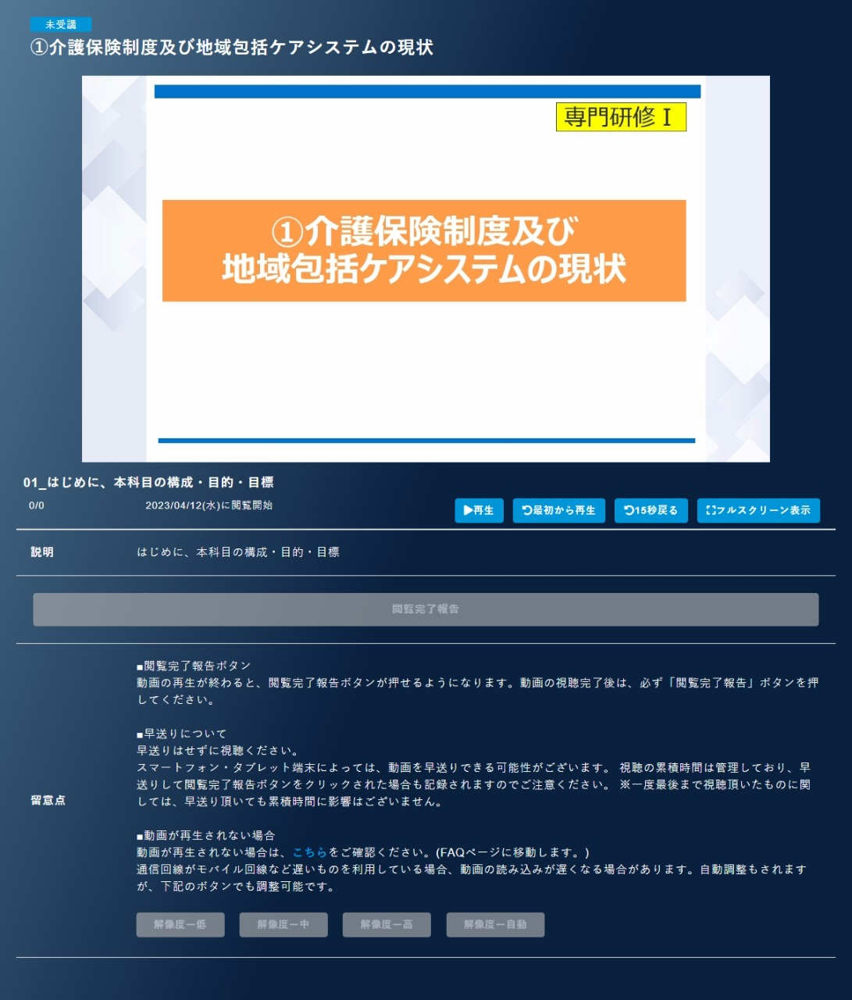 未受講
①介護保険制度及び地域包括ケアシステムの現状
専門研修Ⅰ
①介護保険制度及び
地域包括ケアシステムの現状
01_はじめに、本科目の構成・目的・目標
0/0 2023/04/12(水)に閲覧開始 再生 最初から再生 15秒戻る フルスクリーン表示
説明 はじめに、本科目の構成・目的・目標
閲覧完了報告
留意点
■閲覧完了報告ボタン
動画の再生が終わると、閲覧完了報告ボタンが押せるようになります。動画の視聴完了後は、必ず「閲覧完了報告」ボタンを押
してください。
■早送りについて
早送りはせずに視聴ください。
スマートフォン・タブレット端末によっては、動画を早送りできる可能性がございます。 視聴の累積時間は管理しており、早
送りして閲覧完了報告ボタンをクリックされた場合も記録されますのでご注意ください。 ※一度最後まで視聴頂いたものに関
しては、早送り頂いても累積時間に影響はございません。
■動画が再生されない場合
動画が再生されない場合は、こちらをご確認ください。(FAQページに移動します。)
通信回線がモバイル回線など遅いものを利用している場合、動画の読み込みが遅くなる場合があります。自動調整もされます
が、下記のボタンでも調整可能です。
解像度ー低 解像度ー中 解像度ー高 解像度ー自動